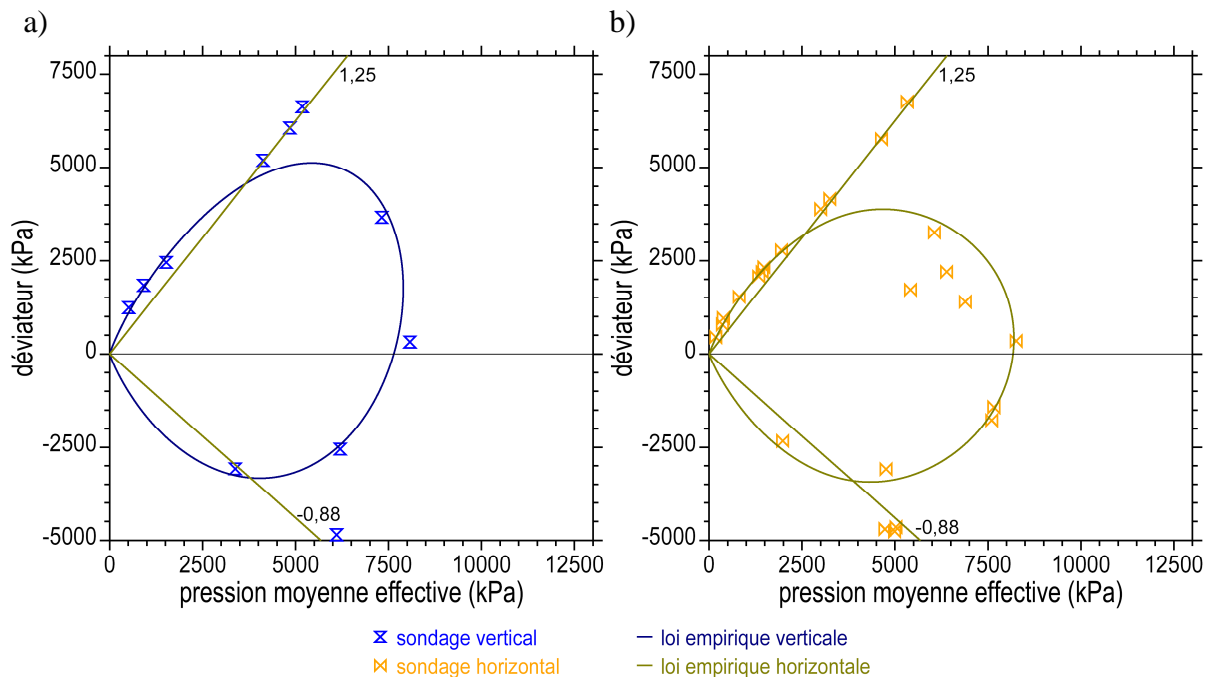 a)
b)
7500
5000
2500
0
-2500
-5000
1,25
-0,88
0 2500 5000 7500 10000 12500
déviateur (kPa)
pression moyenne effective (kPa)
7500
5000
2500
0
-2500
-5000
1,25
-0,88
0 2500 5000 7500 10000 12500
déviateur (kPa)
pression moyenne effective (kPa)
sondage vertical
loi empirique verticale
sondage horizontal
loi empirique horizontale